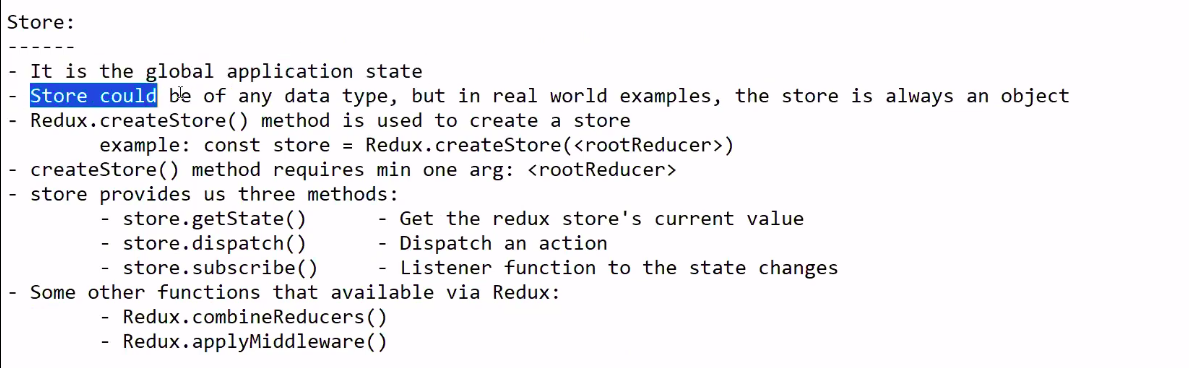 Store:
------
- It is the global application state
- Store could be of any data type, but in real world examples, the store is always an object
- Redux.createStore() method is used to create a store
example: const store = Redux.createStore(<rootReducer>)
- createStore() method requires min one arg: <rootReducer>
- store provides us three methods:
- store.getState() - Get the redux store's current value
- store.dispatch() - Dispatch an action
- store.subscribe() - Listener function to the state changes
- Some other functions that available via Redux:
- Redux.combineReducers()
- Redux.applyMiddleware()